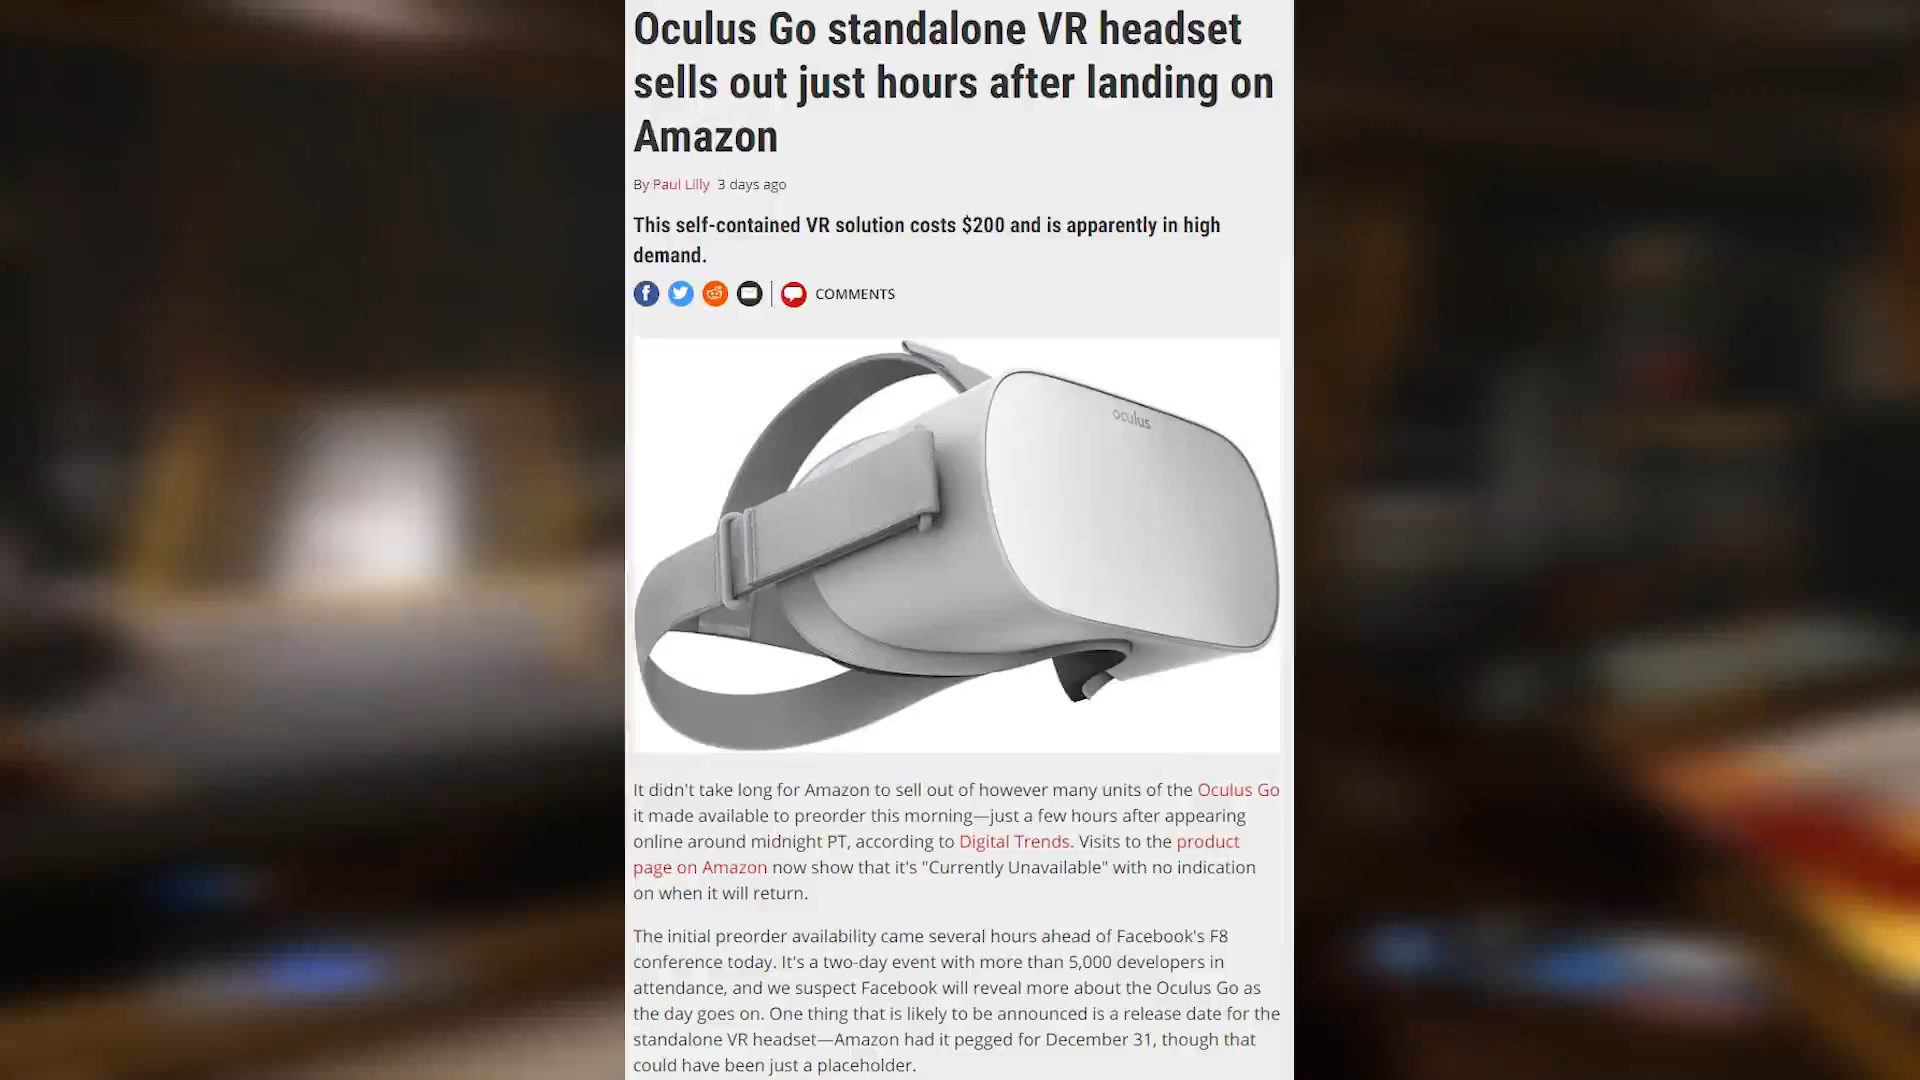 Oculus Go standalone VR headset
sells out just hours after landing on
Amazon
By Paul Lilly 3 days ago
This self-contained VR solution costs $200 and is apparently in high
demand.
COMMENTS
oculus
It didn't take long for Amazon to sell out of however many units of the Oculus Go
it made available to preorder this morning—just a few hours after appearing
online around midnight PT, according to Digital Trends. Visits to the product
page on Amazon now show that it's "Currently Unavailable" with no indication
on when it will return.
The initial preorder availability came several hours ahead of Facebook's F8
conference today. It's a two-day event with more than 5,000 developers in
attendance, and we suspect Facebook will reveal more about the Oculus Go as
the day goes on. One thing that is likely to be announced is a release date for the
standalone VR headset—Amazon had it pegged for December 31, though that
could have been just a placeholder.